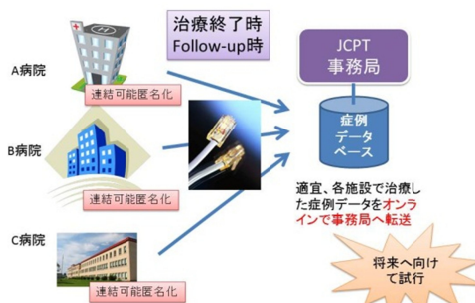 治療終了時
Follow-up時
JCPT
事務局
A病院
連結可能匿名化
B病院
連結可能匿名化
C病院
連結可能匿名化
症例
データ
ベース
適宜、各施設で治療し
た症例データをオンラ
インで事務局へ転送
将来へ向け
て試行